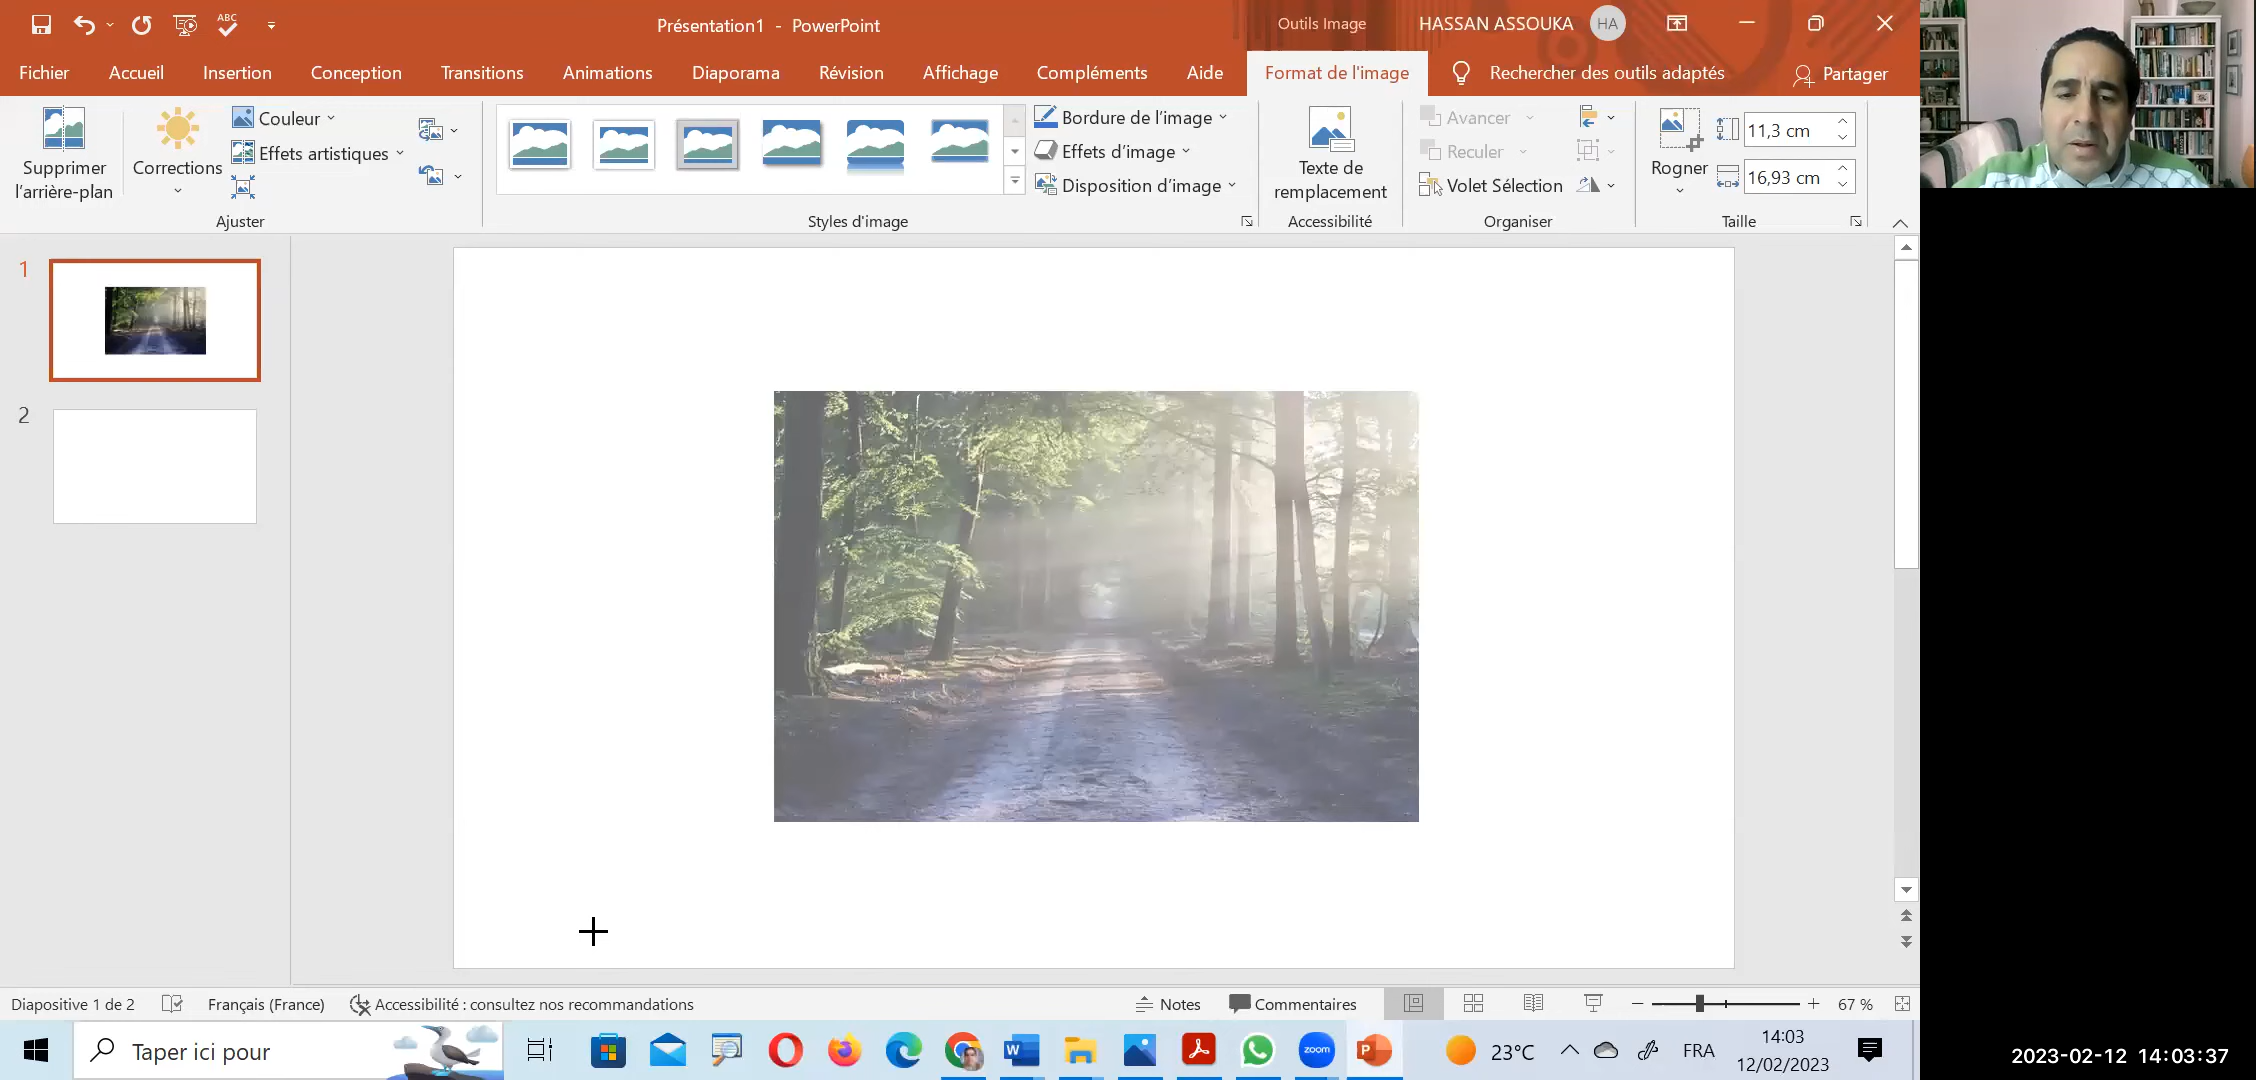 ABC
Présentation1 - PowerPoint
Outils Image
HASSAN ASSOUKA
HA
Fichier
Accueil
Insertion
Conception
Transitions
Animations
Diaporama
Révision
Affichage
Compléments
Aide
Format de l'image
Rechercher des outils adaptés
Partager
Supprimer
l'arrière-plan
Corrections
Couleur
Effets artistiques
Ajuster
Styles d'image
Bordure de l'image
Effets d'image
Disposition d'image
Texte de
remplacement
Accessibilité
Avancer
Reculer
Volet Sélection
Organiser
Rogner
11,3 cm
16,93 cm
Taille
1
2
Diapositive 1 de 2
Français (France)
Accessibilité : consultez nos recommandations
Notes
Commentaires
67 %
Taper ici pour
W
zoom
P
23°C
FRA
14:03
12/02/2023
2023-02-12 14:03:37